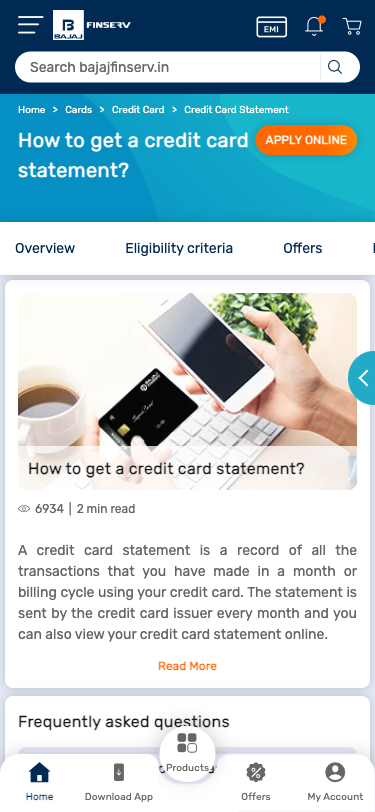 BAJAJ FINSERV
EMI
Search bajajfinserv.in
Home > Cards > Credit Card > Credit Card Statement
How to get a credit card
statement?
APPLY ONLINE
Overview Eligibility criteria Offers
How to get a credit card statement?
6934 | 2 min read
A credit card statement is a record of all the
transactions that you have made in a month or
billing cycle using your credit card. The statement is
sent by the credit card issuer every month and you
can also view your credit card statement online.
Read More
Frequently asked questions
Products
Home Download App Offers My Account